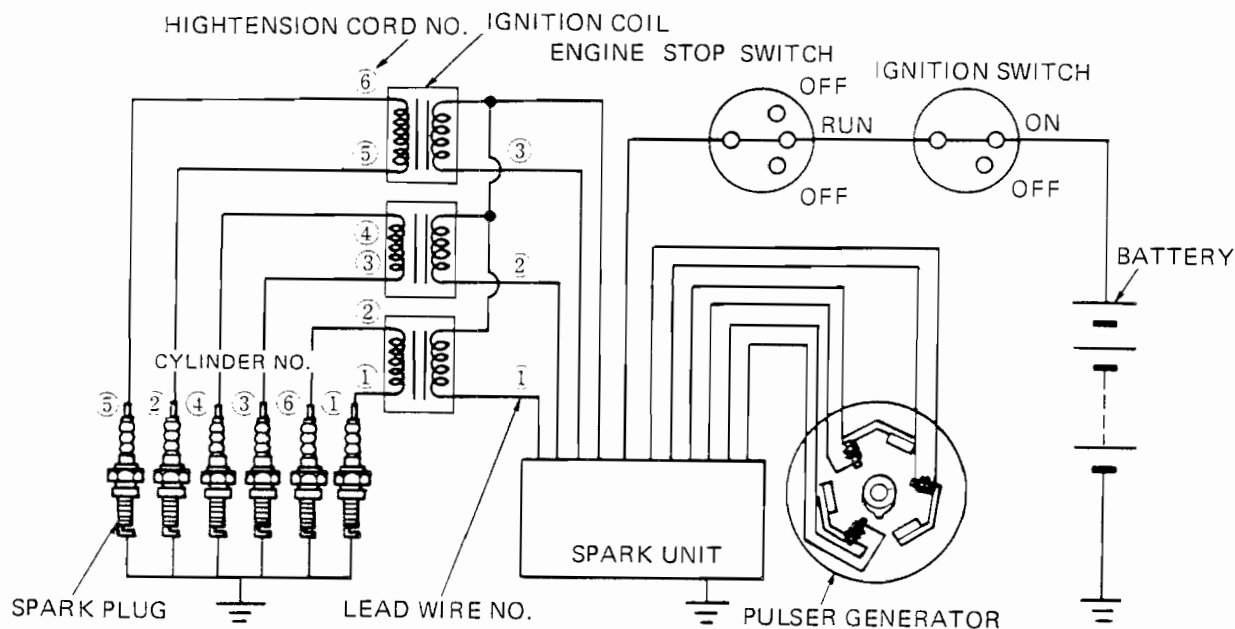 HIGHTENSION CORD NO.
IGNITION COIL
ENGINE STOP SWITCH
IGNITION SWITCH
⑥
OFF
RUN
ON
⑤
③
OFF
OFF
④
③
②
BATTERY
②
CYLINDER NO.
①
①
⑤ ② ④ ③ ⑥ ①
SPARK UNIT
SPARK PLUG
LEAD WIRE NO.
PULSER GENERATOR